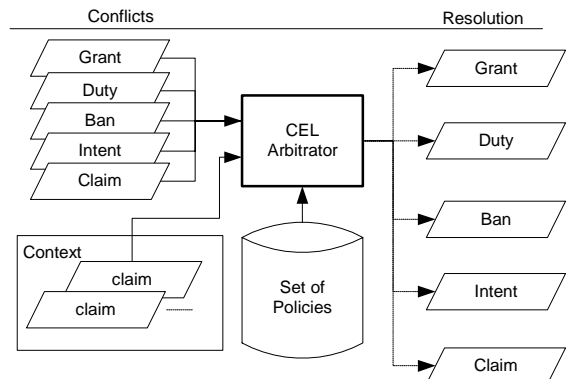 Conflicts
Resolution
Grant
Duty
Ban
Intent
Claim
CEL
Arbitrator
Context
claim
claim
Set of
Policies
Grant
Duty
Ban
Intent
Claim